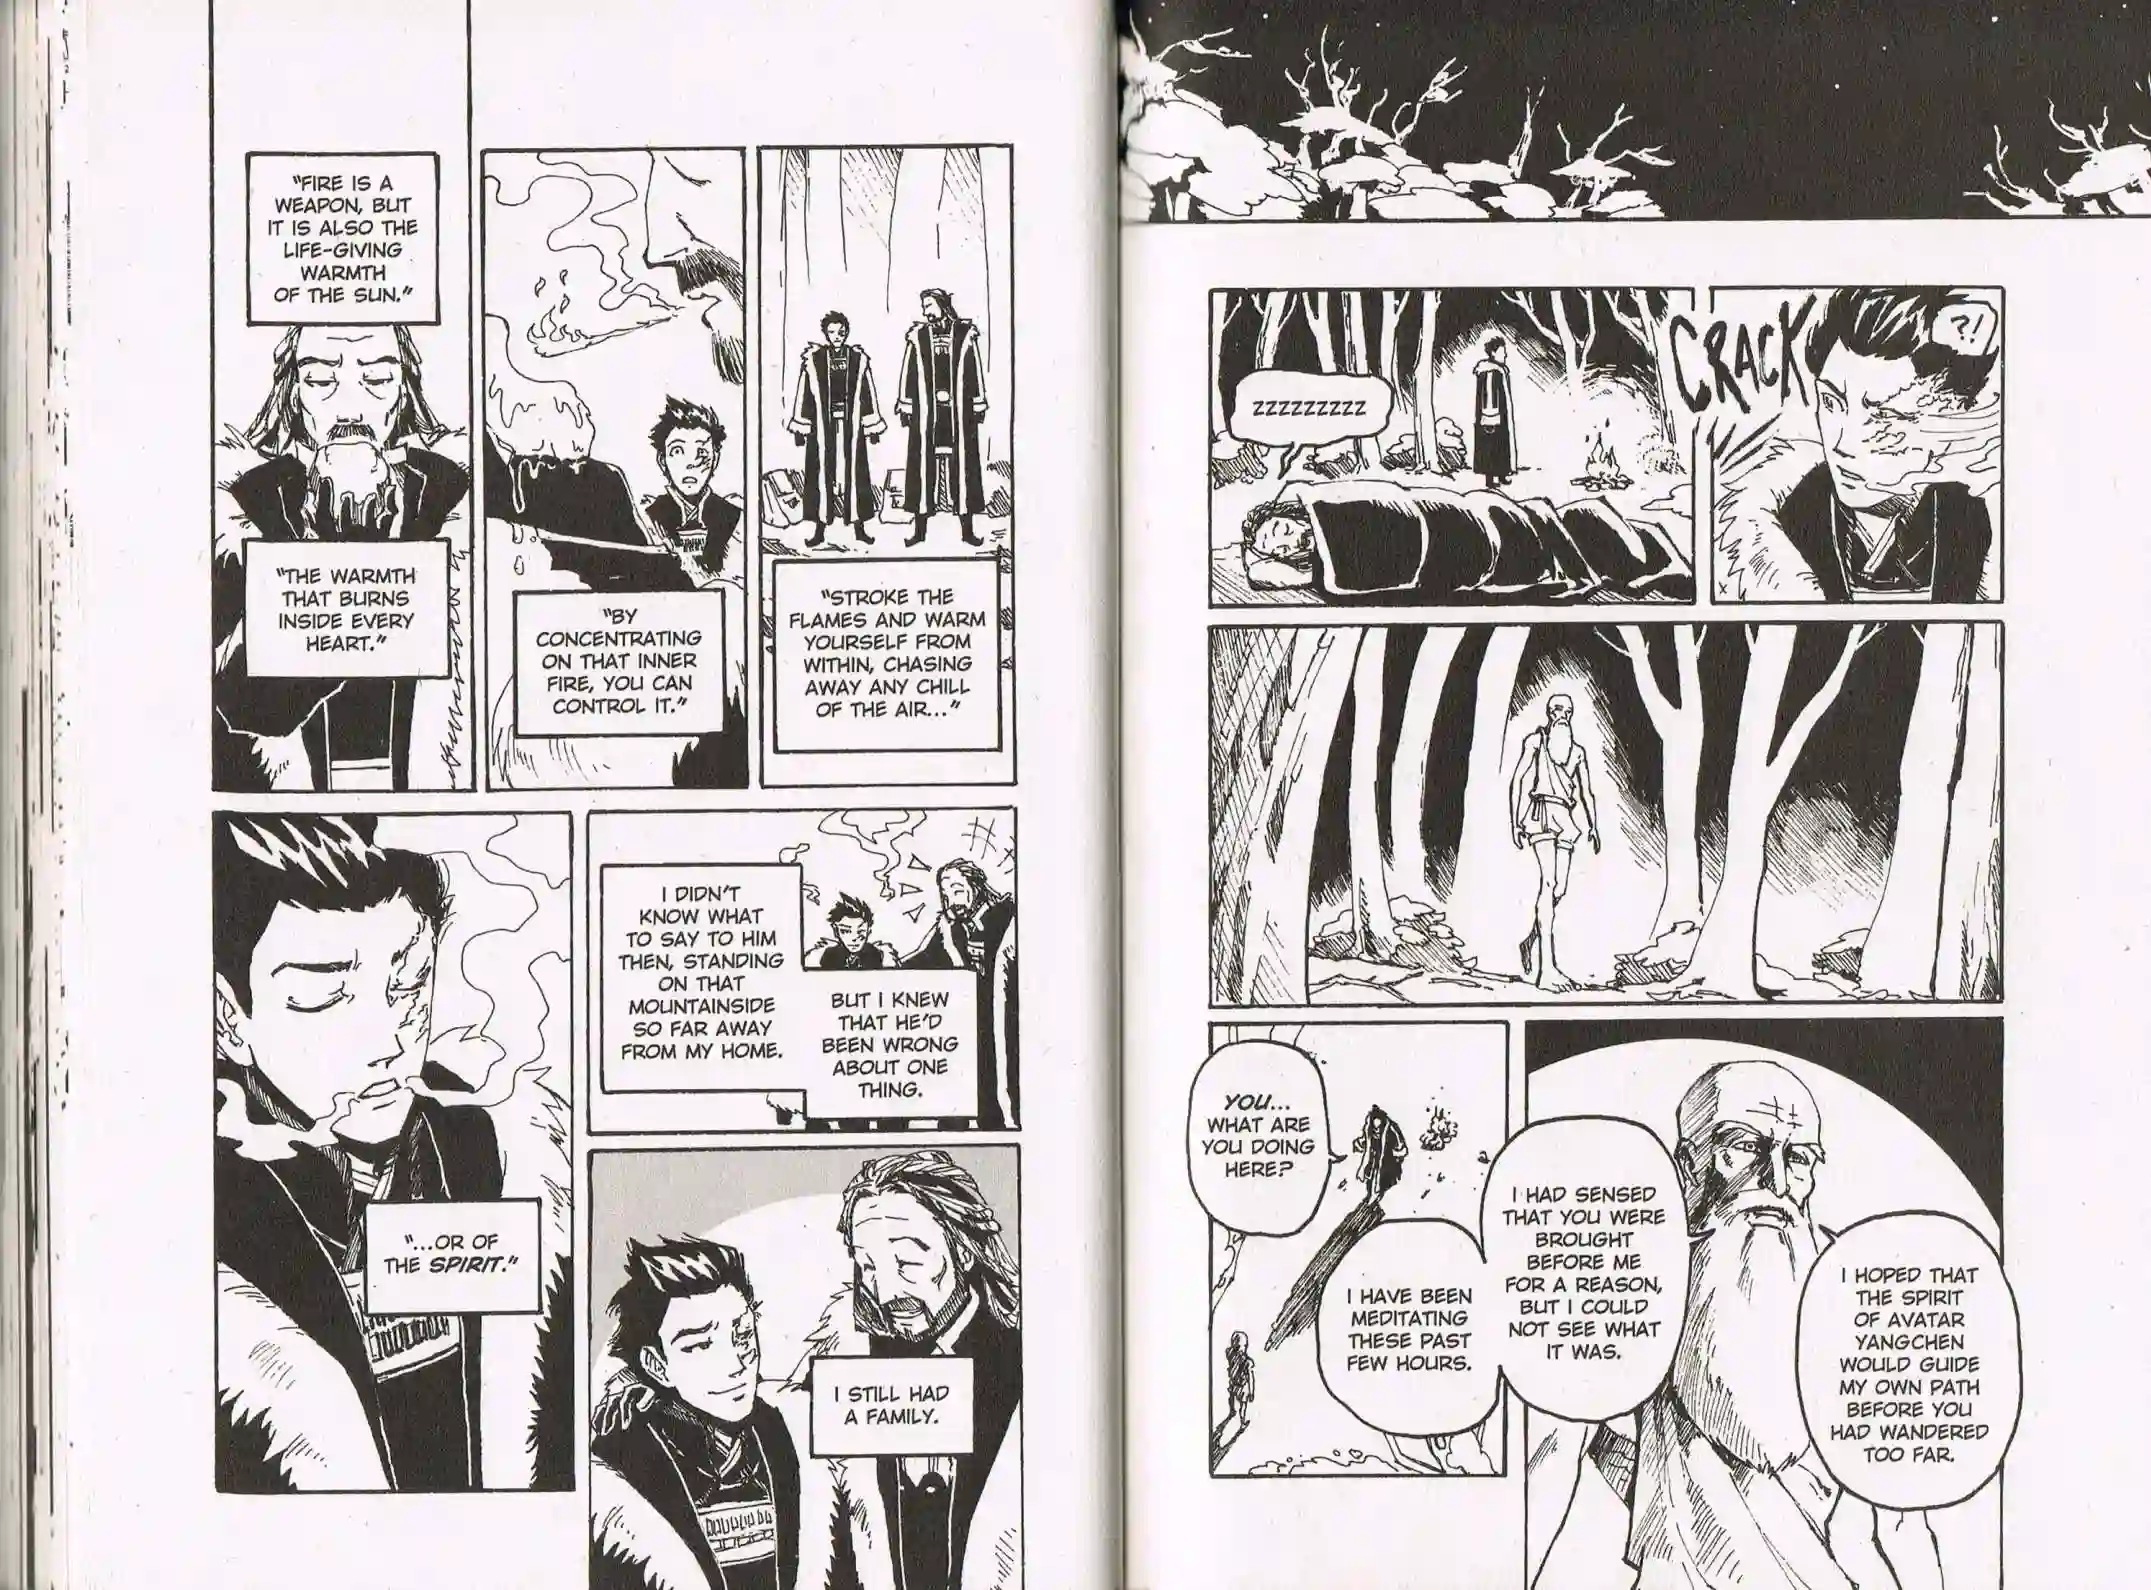 "FIRE IS A
WEAPON, BUT
IT IS ALSO THE
LIFE-GIVING
WARMTH
OF THE SUN."
"THE WARMTH
THAT BURNS
INSIDE EVERY
HEART."
"BY
CONCENTRATING
ON THAT INNER
FIRE, YOU CAN
CONTROL IT."
"STROKE THE
FLAMES AND WARM
YOURSELF FROM
WITHIN, CHASING
AWAY ANY CHILL
OF THE AIR..."
"...OR OF
THE SPIRIT."
I DIDN'T
KNOW WHAT
TO SAY TO HIM
THEN, STANDING
ON THAT
MOUNTAINSIDE
SO FAR AWAY
FROM MY HOME.
BUT I KNEW
THAT HE'D
BEEN WRONG
ABOUT ONE
THING.
I STILL HAD
A FAMILY.
ZZZZZZZZZ
CRACK
?!
YOU...
WHAT ARE
YOU DOING
HERE?
I HAVE BEEN
MEDITATING
THESE PAST
FEW HOURS.
I HAD SENSED
THAT YOU WERE
BROUGHT
BEFORE ME
FOR A REASON,
BUT I COULD
NOT SEE WHAT
IT WAS.
I HOPED THAT
THE SPIRIT
OF AVATAR
YANGCHEN
WOULD GUIDE
MY OWN PATH
BEFORE YOU
HAD WANDERED
TOO FAR.